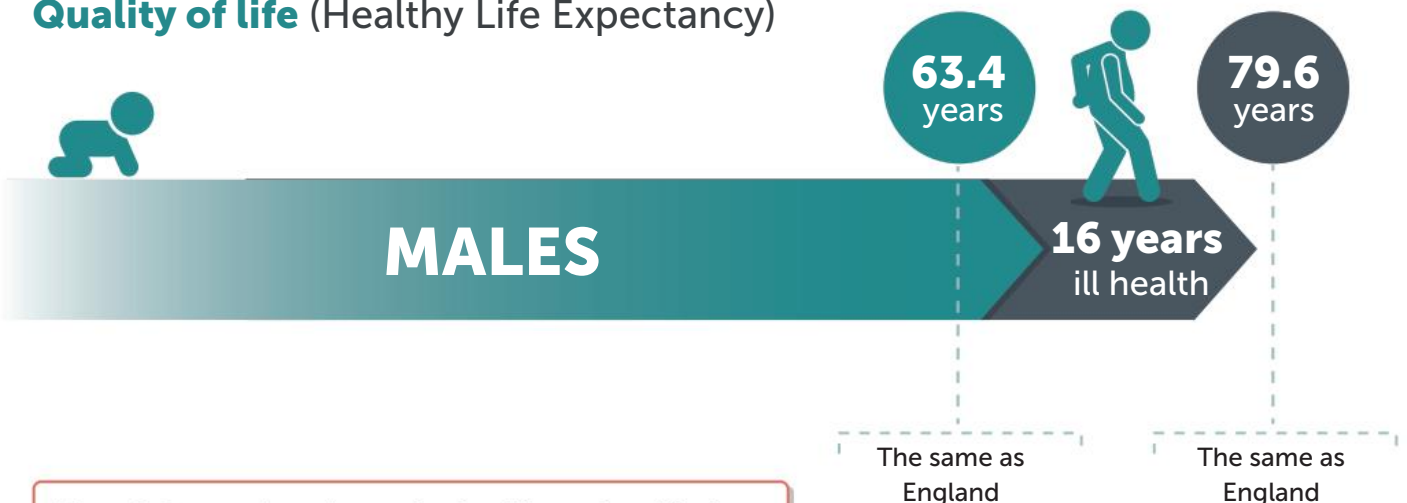 Quality of life (Healthy Life Expectancy)
63.4
years
79.6
years
MALES
16 years
ill health
The same as
England
The same as
England